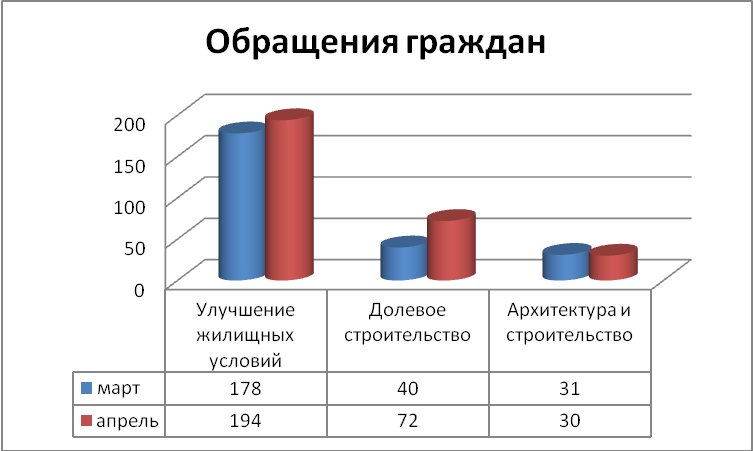 Обращения граждан
200
150
100
50
0
Улучшение жилищных условий
Долевое строительство
Архитектура и строительство
март 178 40 31
апрель 194 72 30